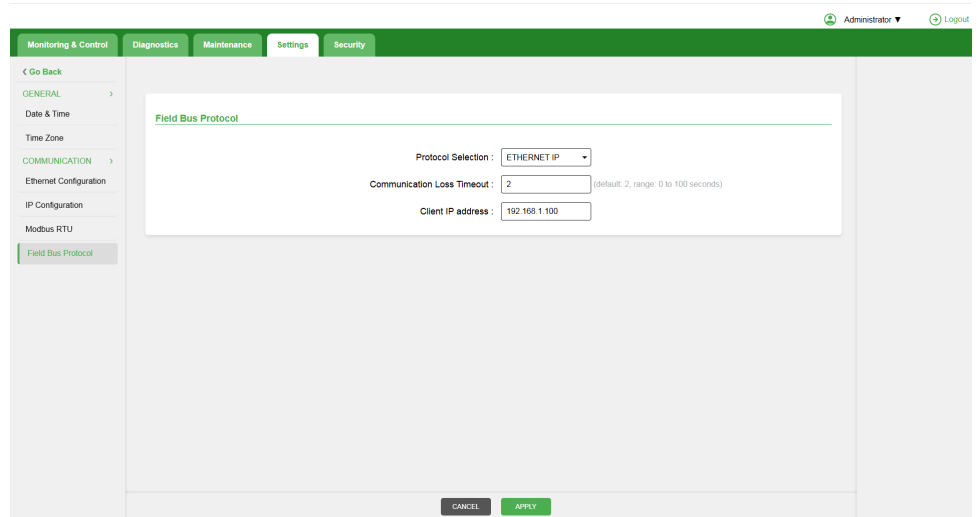 Administrator ▼ Logout
Monitoring & Control Diagnostics Maintenance Settings Security
Go Back
GENERAL
Date & Time
Time Zone
COMMUNICATION
Ethernet Configuration
IP Configuration
Modbus RTU
Field Bus Protocol
Field Bus Protocol
Protocol Selection : ETHERNET IP
Communication Loss Timeout : 2 (default: 2, range: 0 to 100 seconds)
Client IP address : 192.168.1.100
CANCEL APPLY